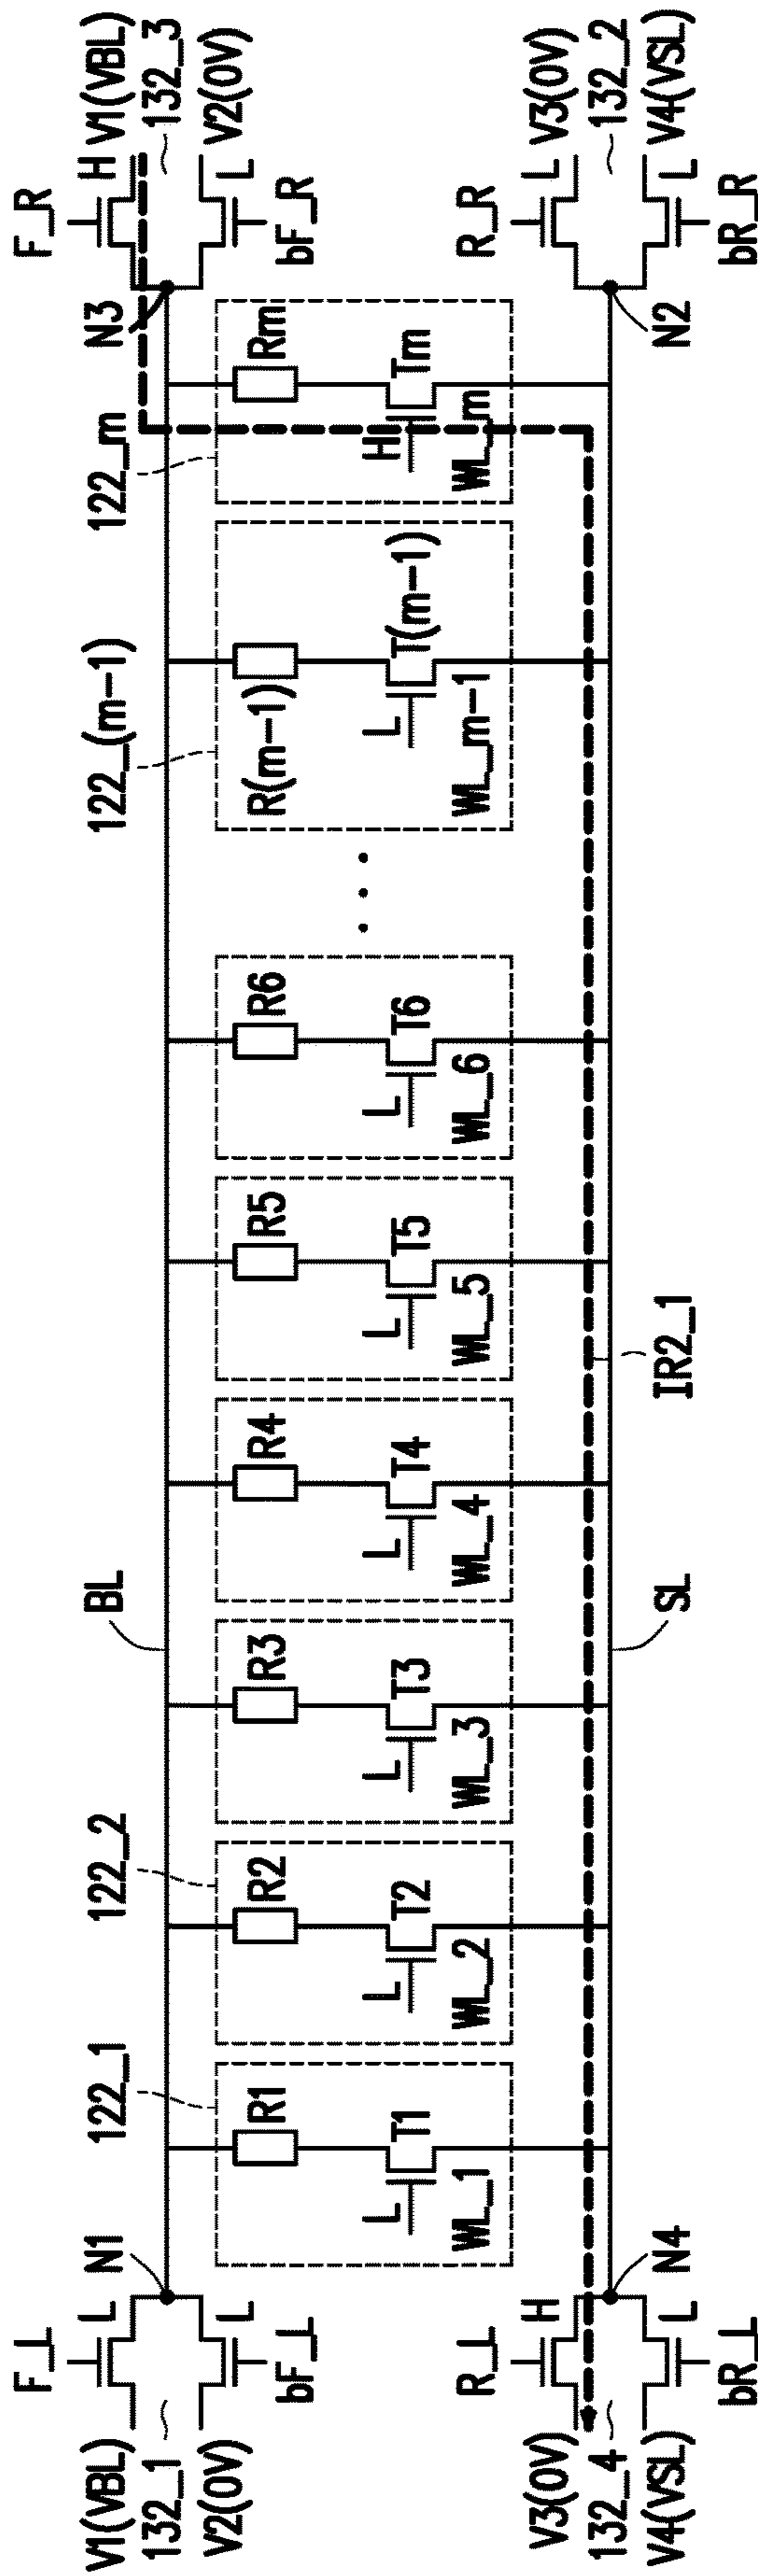 V1(VBL)
132_1
V2(0V)
F_L
L
bF_L
L
N1
BL
N3
F_R
H
bF_R
L
V1(VBL)
132_3
V2(0V)
122_1
122_2
122_(m-1)
122_m
R1
R2
R3
R4
R5
R6
R(m-1)
Rm
L
T1
L
T2
L
T3
L
T4
L
T5
L
T6
L
T(m-1)
H
Tm
WL_1
WL_2
WL_3
WL_4
WL_5
WL_6
WL_m-1
WL_m
V3(0V)
132_4
V4(VSL)
R_L
H
bR_L
L
N4
SL
IR2_1
N2
R_R
L
bR_R
L
V3(0V)
132_2
V4(VSL)